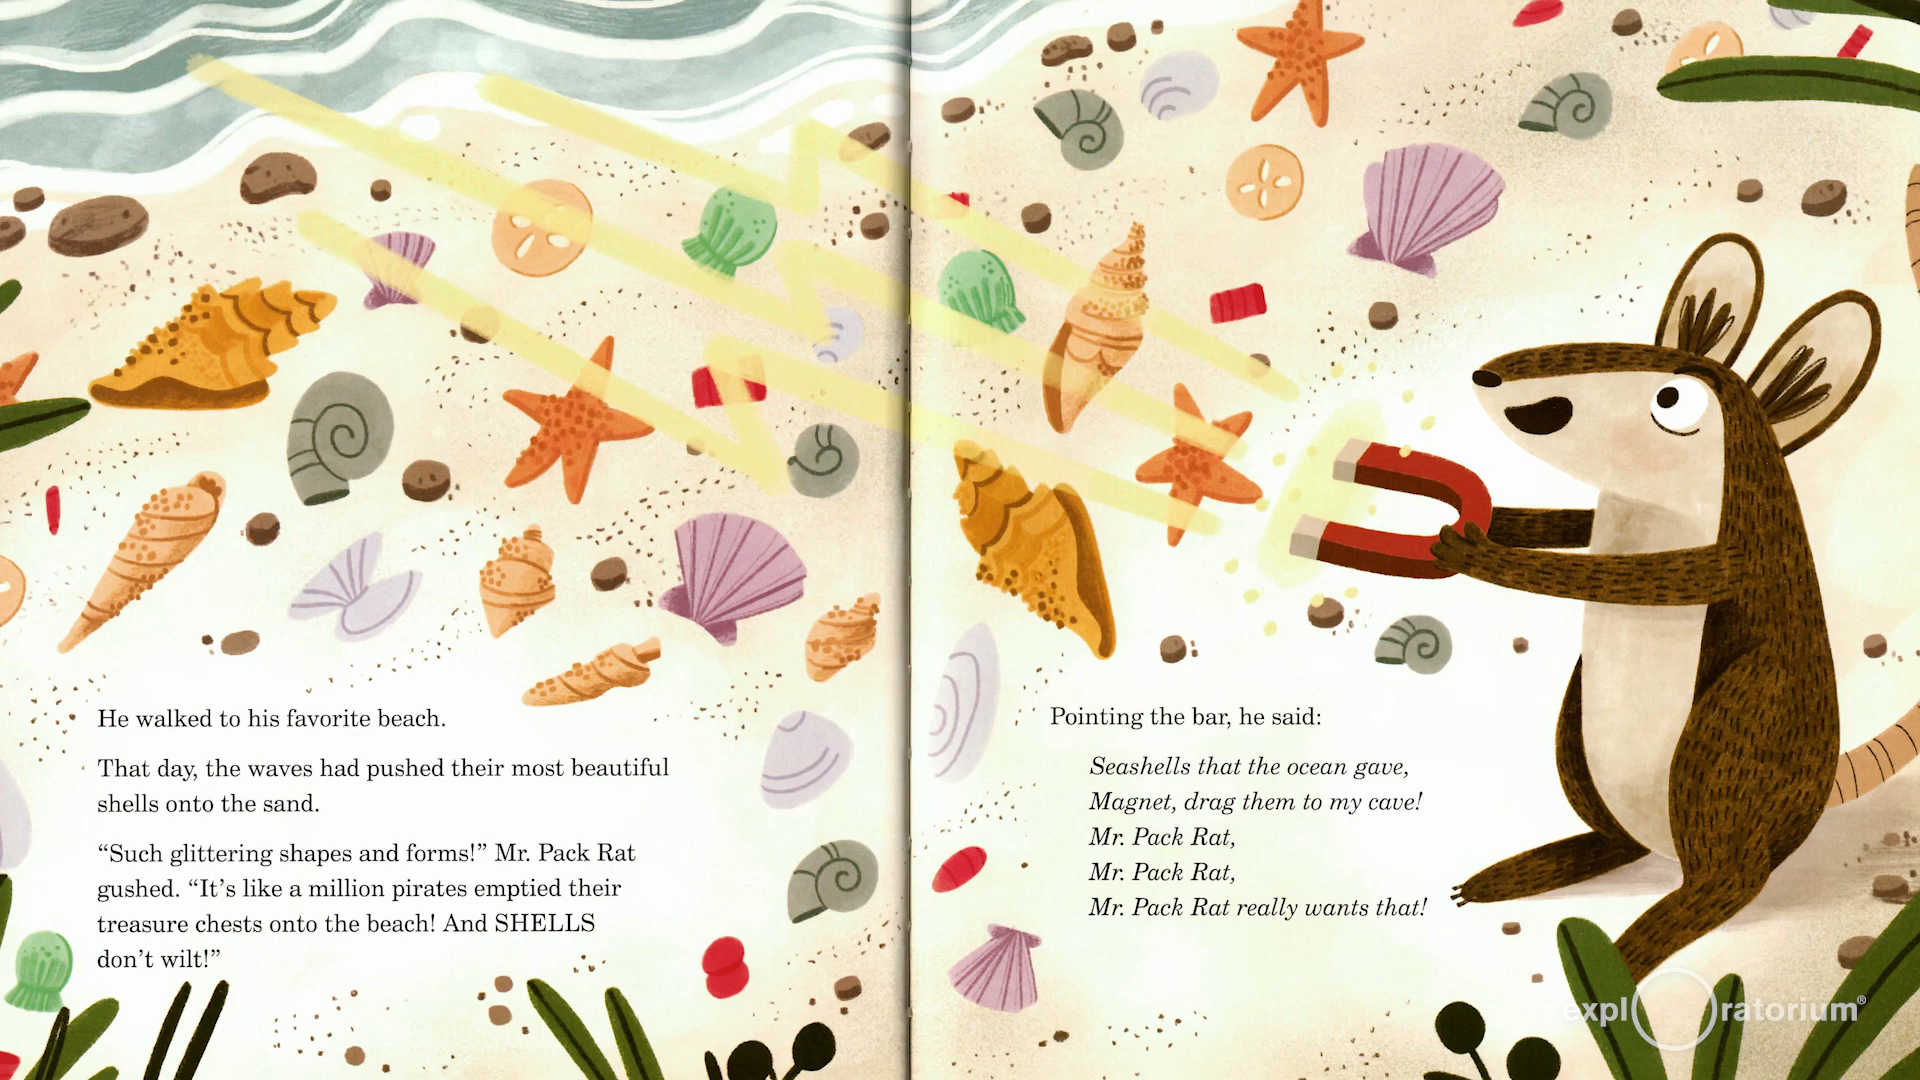 He walked to his favorite beach.
That day, the waves had pushed their most beautiful
shells onto the sand.
“Such glittering shapes and forms!” Mr. Pack Rat
gushed. “It’s like a million pirates emptied their
treasure chests onto the beach! And SHELLS
don’t wilt!”
Pointing the bar, he said:
Seashells that the ocean gave,
Magnet, drag them to my cave!
Mr. Pack Rat,
Mr. Pack Rat,
Mr. Pack Rat really wants that!
exploratorium®